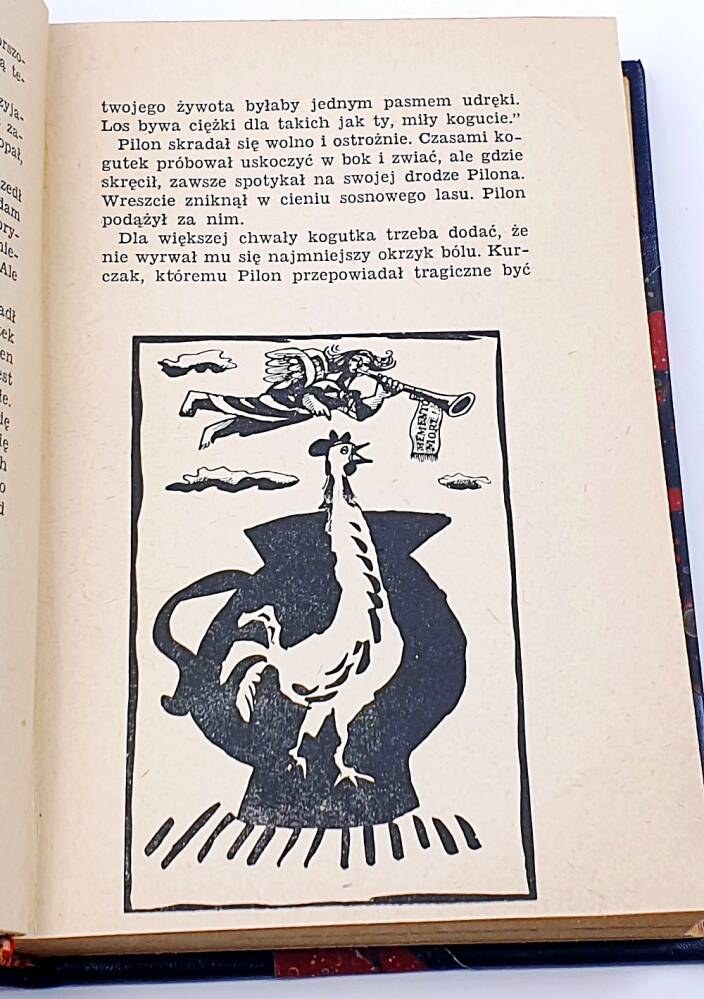 twojego żywota byłaby jednym pasmem udręki.
Los bywa ciężki dla takich jak ty, miły kogucie.”
Pilon skradał się wolno i ostrożnie. Czasami ko-
gutek próbował uskoczyć w bok i zwiać, ale gdzie
skręcił, zawsze spotykał na swojej drodze Pilona.
Wreszcie zniknął w cieniu sosnowego lasu. Pilon
podążył za nim.
Dla większej chwały kogutka trzeba dodać, że
nie wyrwał mu się najmniejszy okrzyk bólu. Kur-
czak, któremu Pilon przepowiadał tragiczne być
MEMENTO
MORE